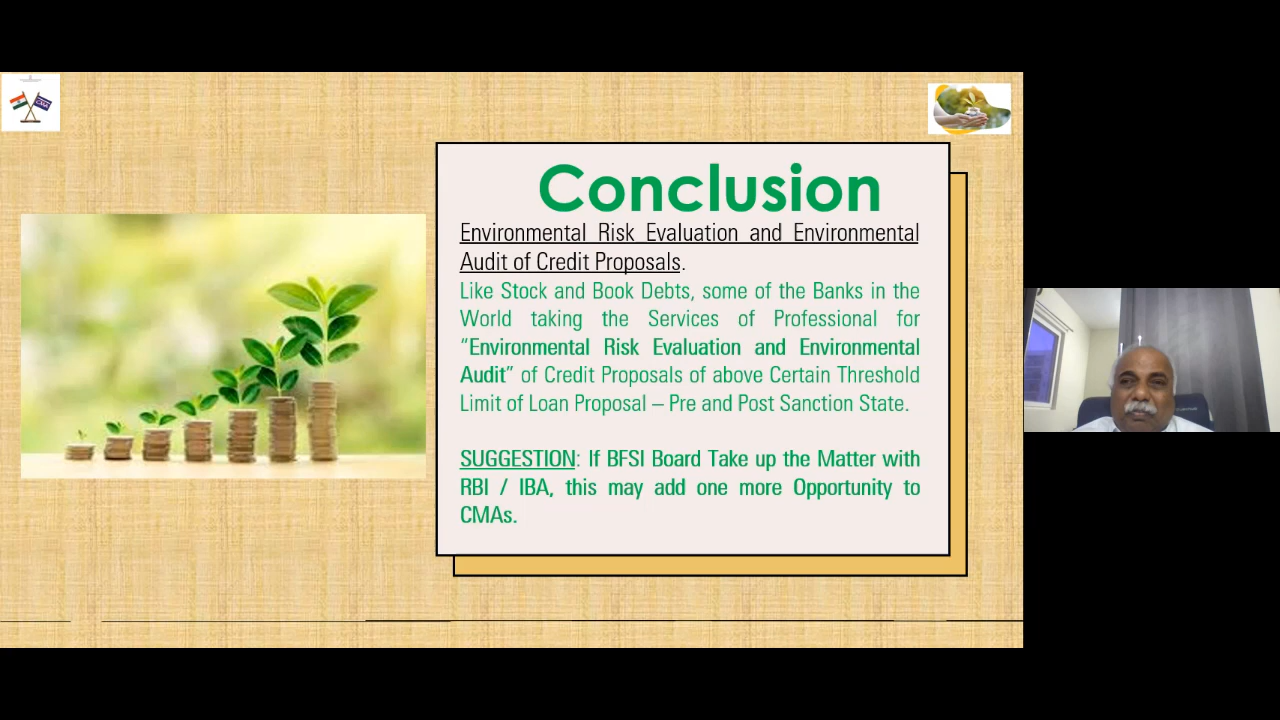 Conclusion
Environmental Risk Evaluation and Environmental
Audit of Credit Proposals.
Like Stock and Book Debts, some of the Banks in the
World taking the Services of Professional for
“Environmental Risk Evaluation and Environmental
Audit” of Credit Proposals of above Certain Threshold
Limit of Loan Proposal – Pre and Post Sanction State.
SUGGESTION: If BFSI Board Take up the Matter with
RBI / IBA, this may add one more Opportunity to
CMAs.